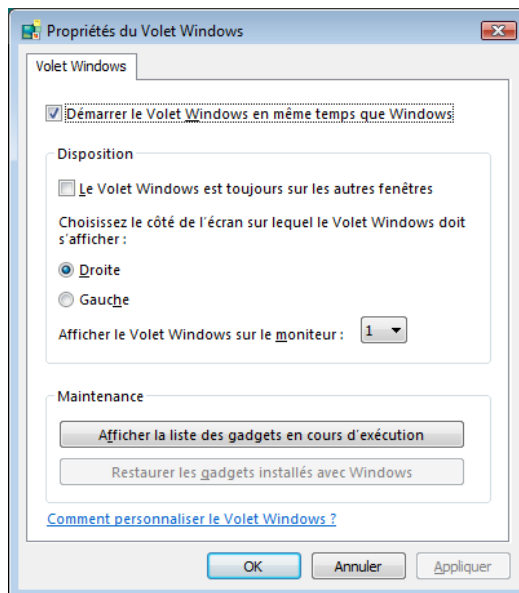 Propriétés du Volet Windows
Volet Windows
Démarrer le Volet Windows en même temps que Windows
Disposition
Le Volet Windows est toujours sur les autres fenêtres
Choisissez le côté de l'écran sur lequel le Volet Windows doit
s'afficher :
Droite
Gauche
Afficher le Volet Windows sur le moniteur : 1
Maintenance
Afficher la liste des gadgets en cours d'exécution
Restaurer les gadgets installés avec Windows
Comment personnaliser le Volet Windows ?
OK Annuler Appliquer